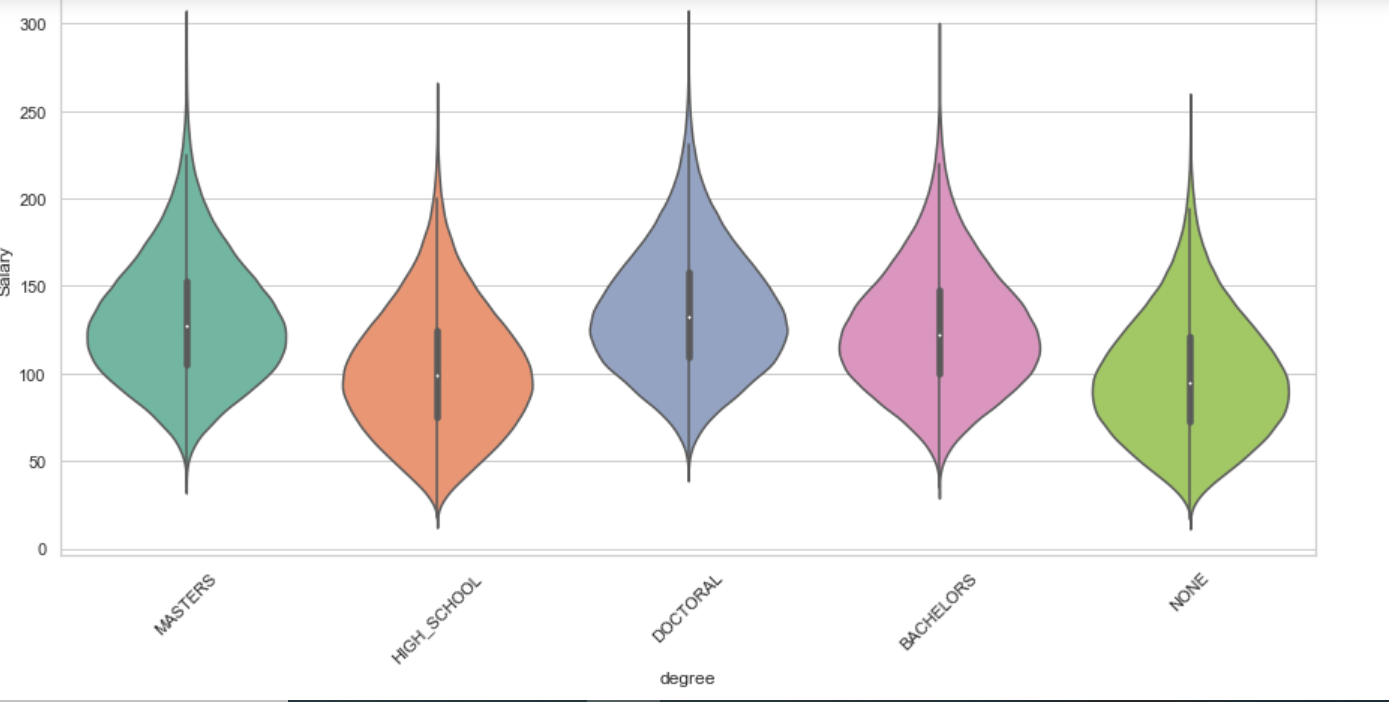 300
250
200
150
100
50
0
Salary
MASTERS
HIGH_SCHOOL
DOCTORAL
BACHELORS
NONE
degree